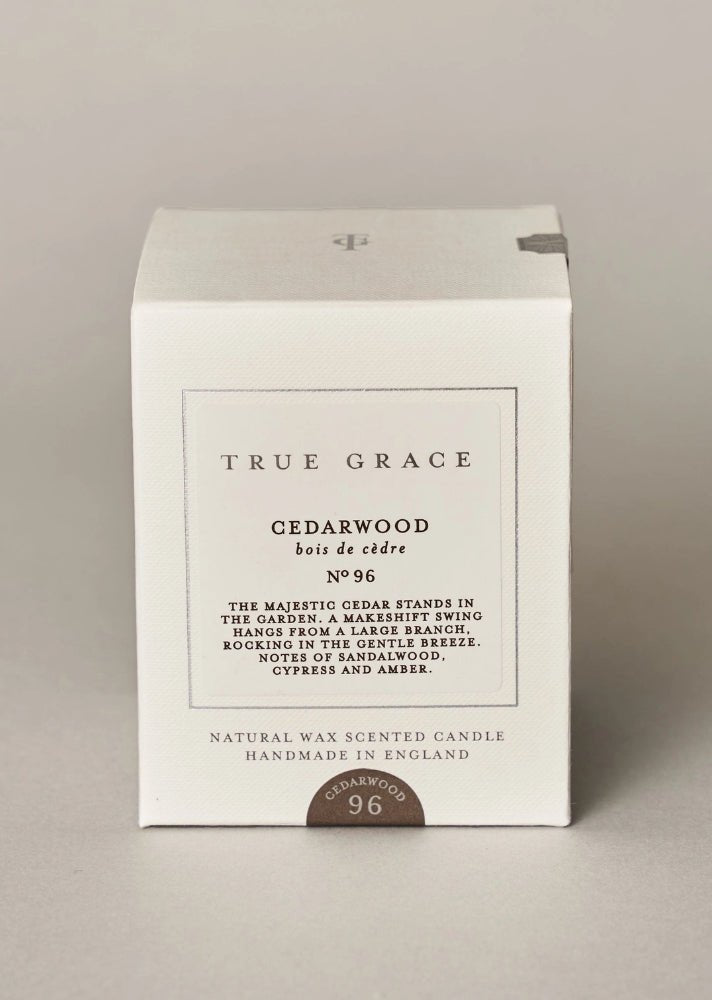 TRUE GRACE
CEDARWOOD
bois de cèdre
Nº 96
THE MAJESTIC CEDAR STANDS IN
THE GARDEN. A MAKESHIFT SWING
HANGS FROM A LARGE BRANCH,
ROCKING IN THE GENTLE BREEZE.
NOTES OF SANDALWOOD,
CYPRESS AND AMBER.
NATURAL WAX SCENTED CANDLE
HANDMADE IN ENGLAND
CEDARWOOD
96